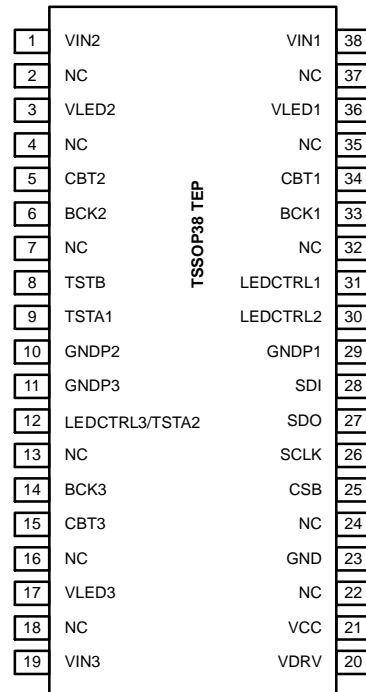 1 VIN2 VIN1 38
2 NC NC 37
3 VLED2 VLED1 36
4 NC NC 35
5 CBT2 CBT1 34
6 BCK2 BCK1 33
7 NC NC 32
8 TSTB LEDCTRL1 31
9 TSTA1 LEDCTRL2 30
10 GNDP2 GNDP1 29
11 GNDP3 SDI 28
12 LEDCTRL3/TSTA2 SDO 27
13 NC SCLK 26
14 BCK3 CSB 25
15 CBT3 NC 24
16 NC GND 23
17 VLED3 NC 22
18 NC VCC 21
19 VIN3 VDRV 20
TSSOP38 TEP